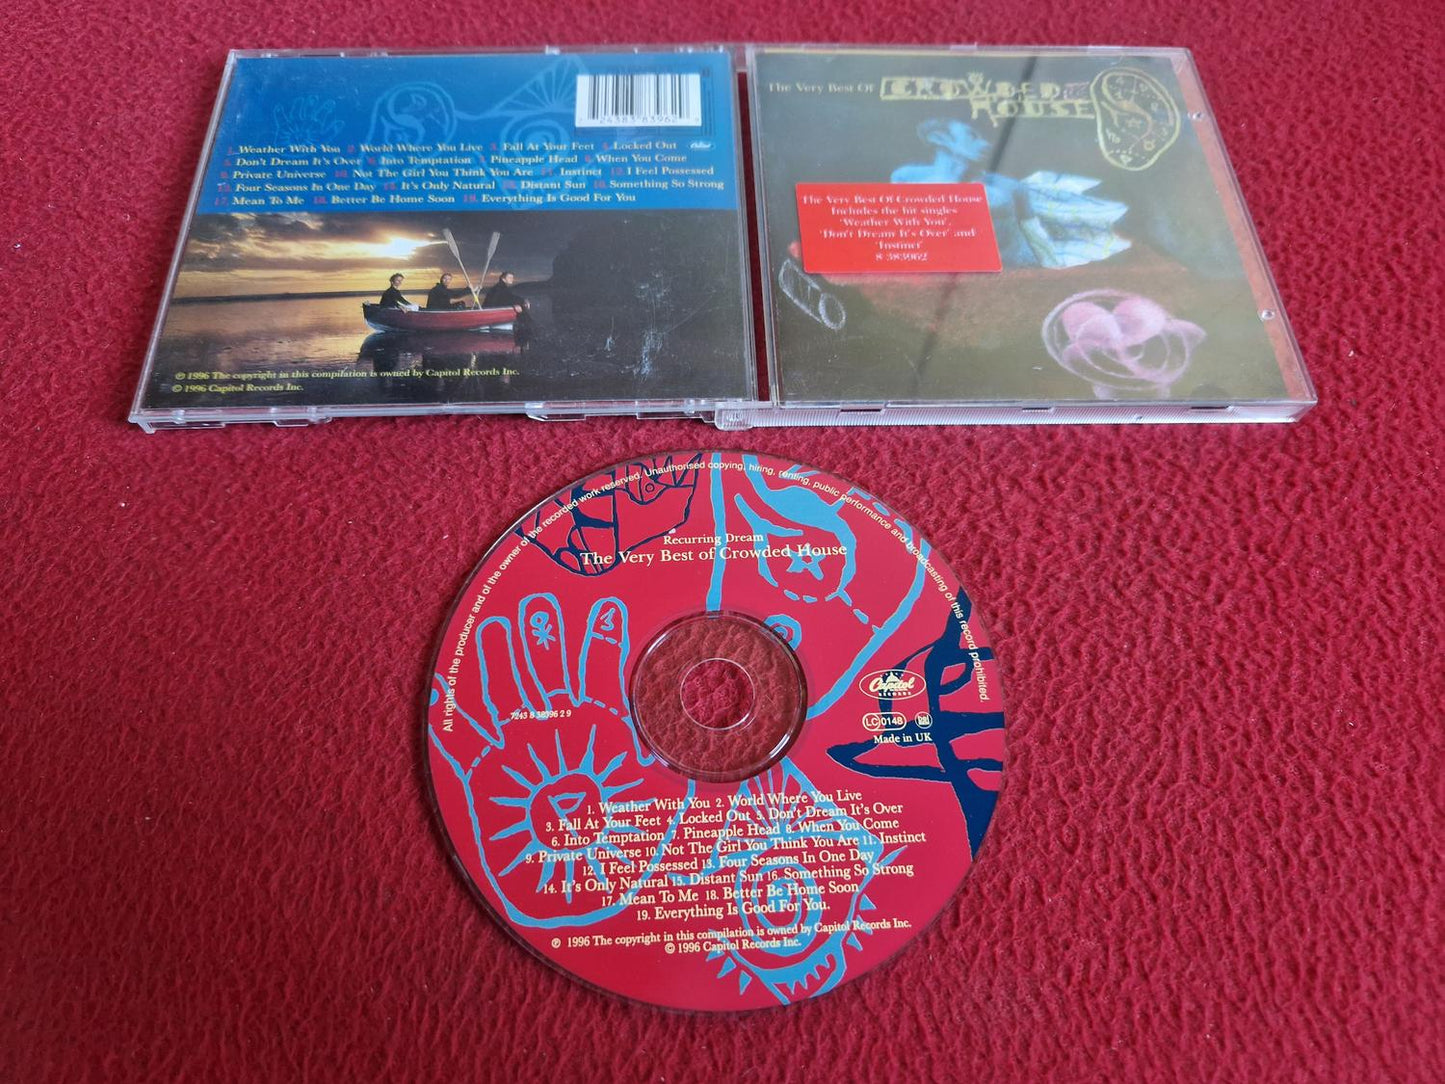 24383 83962
1. Weather With You 2. World Where You Live 3. Fall At Your Feet 4. Locked Out
5. Don't Dream It's Over 6. Into Temptation 7. Pineapple Head 8. When You Come
9. Private Universe 10. Not The Girl You Think You Are 11. Instinct 12. I Feel Possessed
13. Four Seasons In One Day 14. It's Only Natural 15. Distant Sun 16. Something So Strong
17. Mean To Me 18. Better Be Home Soon 19. Everything Is Good For You
Capitol
℗ 1996 The copyright in this compilation is owned by Capitol Records Inc.
© 1996 Capitol Records Inc.
The Very Best Of CROWDED HOUSE
The Very Best Of Crowded House
Includes the hit singles
'Weather With You',
'Don't Dream It's Over' and
'Instinct'
8 383962
All rights of the producer and of the owner of the recorded work reserved. Unauthorised copying, hiring, renting, public performance and broadcasting of this record prohibited.
Recurring Dream
The Very Best of Crowded House
7243 8 38396 2 9
Capitol
RECORDS
LC 0148
Made in UK
1. Weather With You 2. World Where You Live
3. Fall At Your Feet 4. Locked Out 5. Don't Dream It's Over
6. Into Temptation 7. Pineapple Head 8. When You Come
9. Private Universe 10. Not The Girl You Think You Are 11. Instinct
12. I Feel Possessed 13. Four Seasons In One Day
14. It's Only Natural 15. Distant Sun 16. Something So Strong
17. Mean To Me 18. Better Be Home Soon
19. Everything Is Good For You.
℗ 1996 The copyright in this compilation is owned by Capitol Records Inc.
© 1996 Capitol Records Inc.